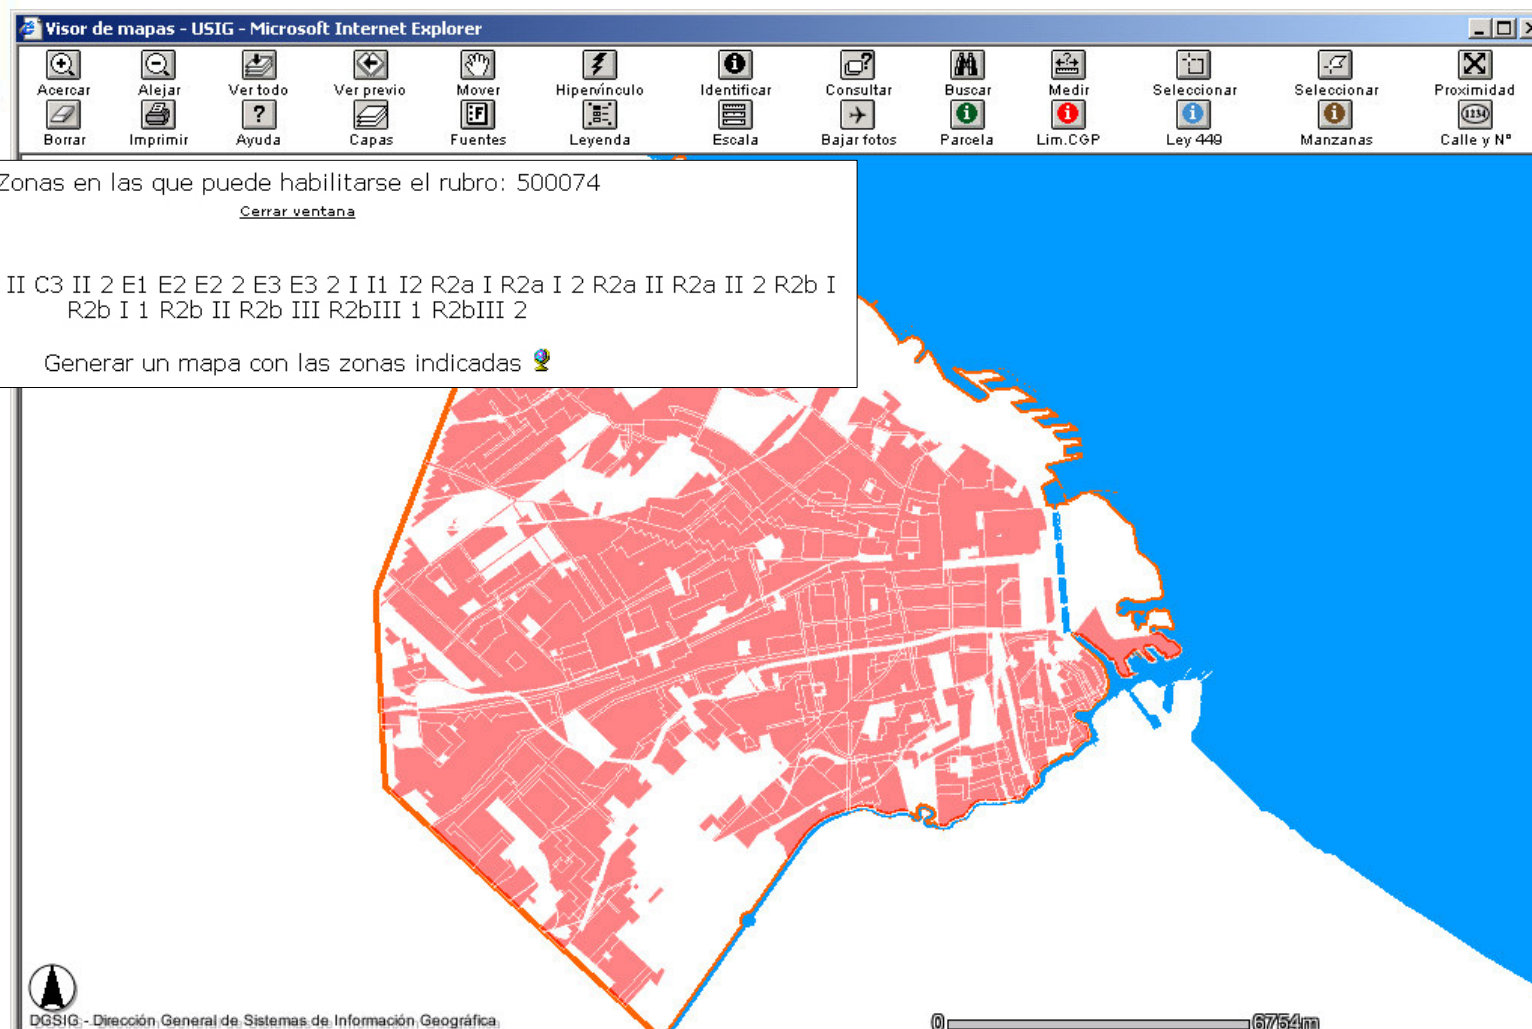 Visor de mapas - USIG - Microsoft Internet Explorer
Acercar Alejar Ver todo Ver previo Mover Hipervínculo Identificar Consultar Buscar Medir Seleccionar Seleccionar Proximidad
Borrar Imprimir Ayuda Capas Fuentes Leyenda Escala Bajar fotos Parcela Lim.CGP Ley 449 Manzanas Calle y Nº
Zonas en las que puede habilitarse el rubro: 500074
Cerrar ventana
II C3 II 2 E1 E2 E2 2 E3 E3 2 I I1 I2 R2a I R2a I 2 R2a II R2a II 2 R2b I
R2b I 1 R2b II R2b III R2bIII 1 R2bIII 2
Generar un mapa con las zonas indicadas
DGSIG - Dirección General de Sistemas de Información Geográfica
0 6754m